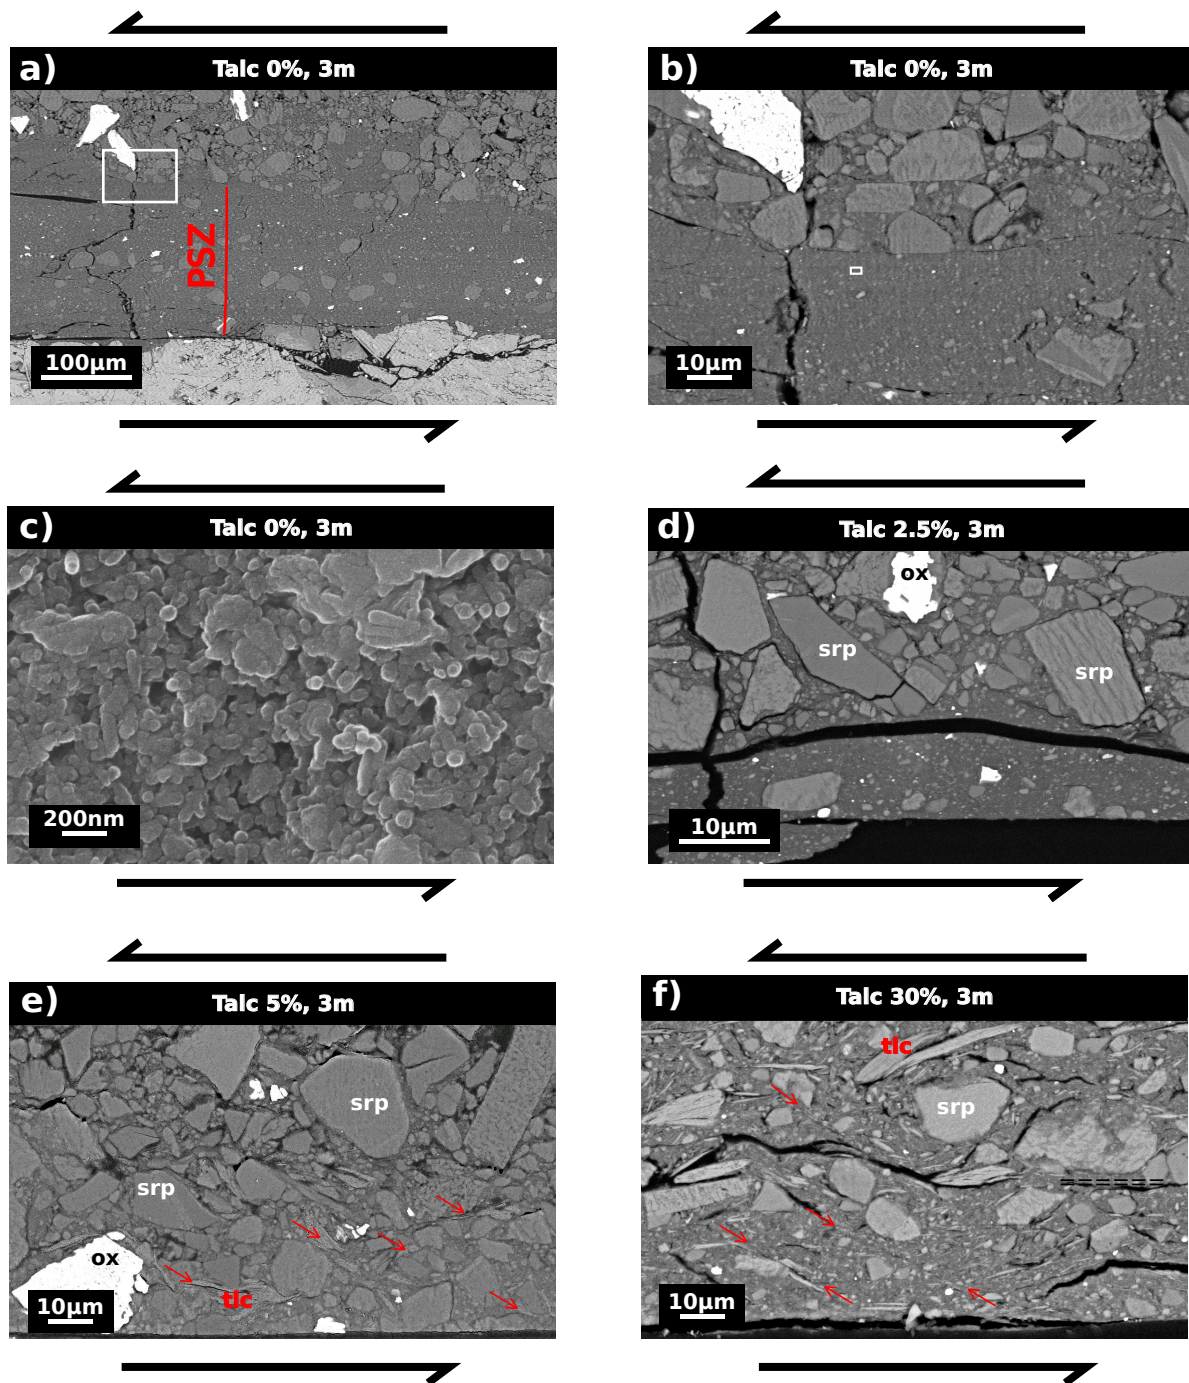 a)
Talc 0%, 3m
PSZ
100µm
b)
Talc 0%, 3m
10µm
c)
Talc 0%, 3m
200nm
d)
Talc 2.5%, 3m
ox
srp
srp
10µm
e)
Talc 5%, 3m
srp
srp
ox
tlc
10µm
f)
Talc 30%, 3m
tlc
srp
10µm